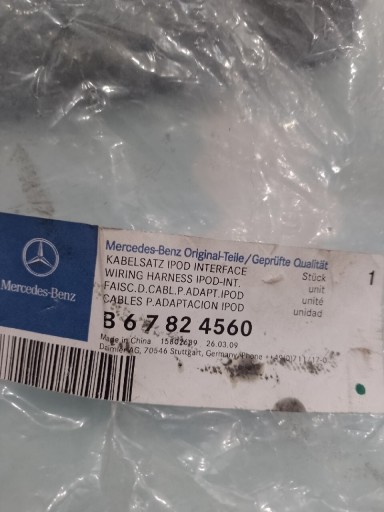 Mercedes-Benz
Mercedes-Benz Original-Teile/Geprüfte Qualität
KABELSATZ IPOD INTERFACE Stück 1
WIRING HARNESS IPOD-INT. unit
FAISC.D.CABL.P.ADAPT.IPOD unité
CABLES P.ADAPTACION IPOD unidad
B 6 7 82 4560
Made in China 26.03.09
Daimler AG, 70546 Stuttgart, Germany